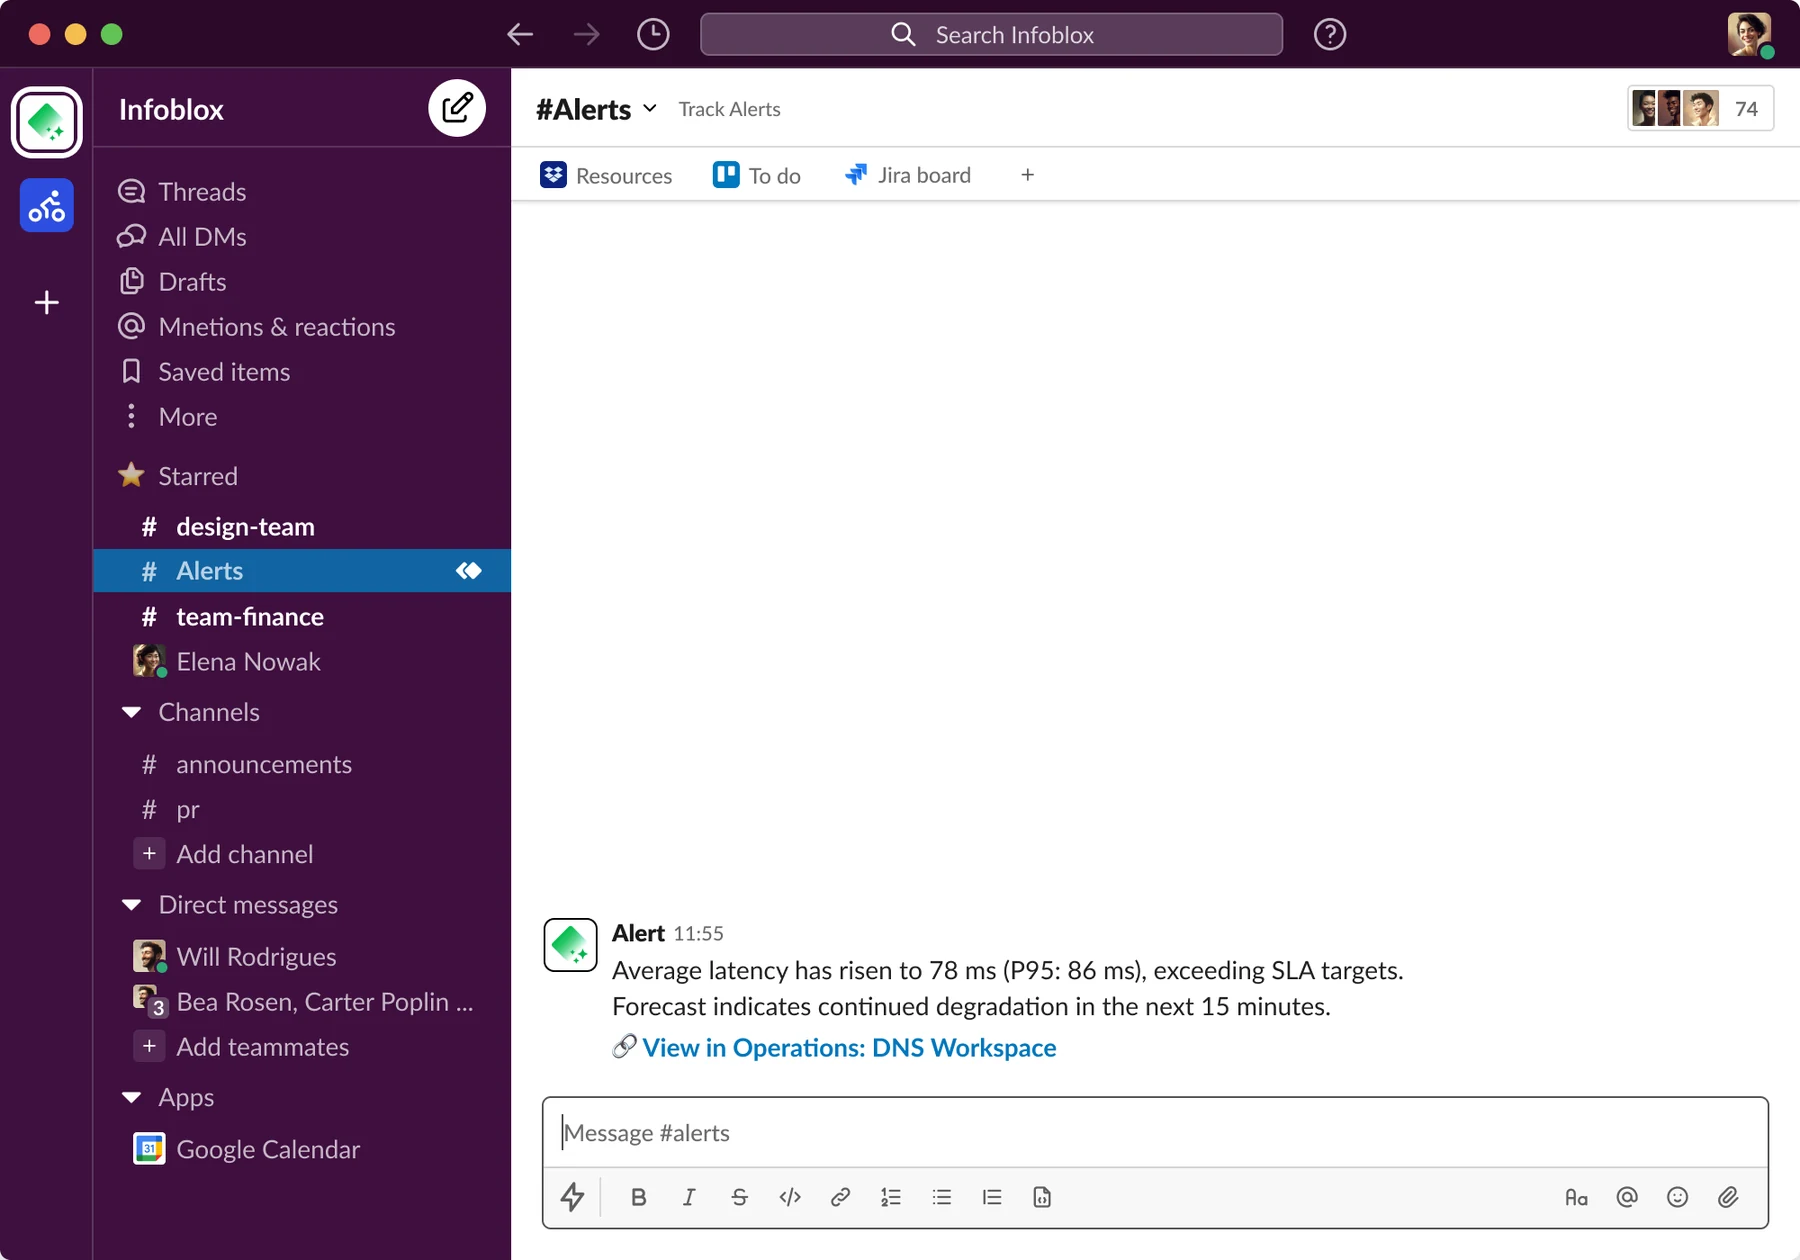 Search Infoblox
Infoblox
Threads
All DMs
Drafts
Mnetions & reactions
Saved items
More
Starred
# design-team
# Alerts
# team-finance
Elena Nowak
Channels
# announcements
# pr
+ Add channel
Direct messages
Will Rodrigues
3 Bea Rosen, Carter Poplin ...
+ Add teammates
Apps
31 Google Calendar
#Alerts Track Alerts
74
Resources To do Jira board +
Alert 11:55
Average latency has risen to 78 ms (P95: 86 ms), exceeding SLA targets.
Forecast indicates continued degradation in the next 15 minutes.
View in Operations: DNS Workspace
Message #alerts
B I S </> Aa @